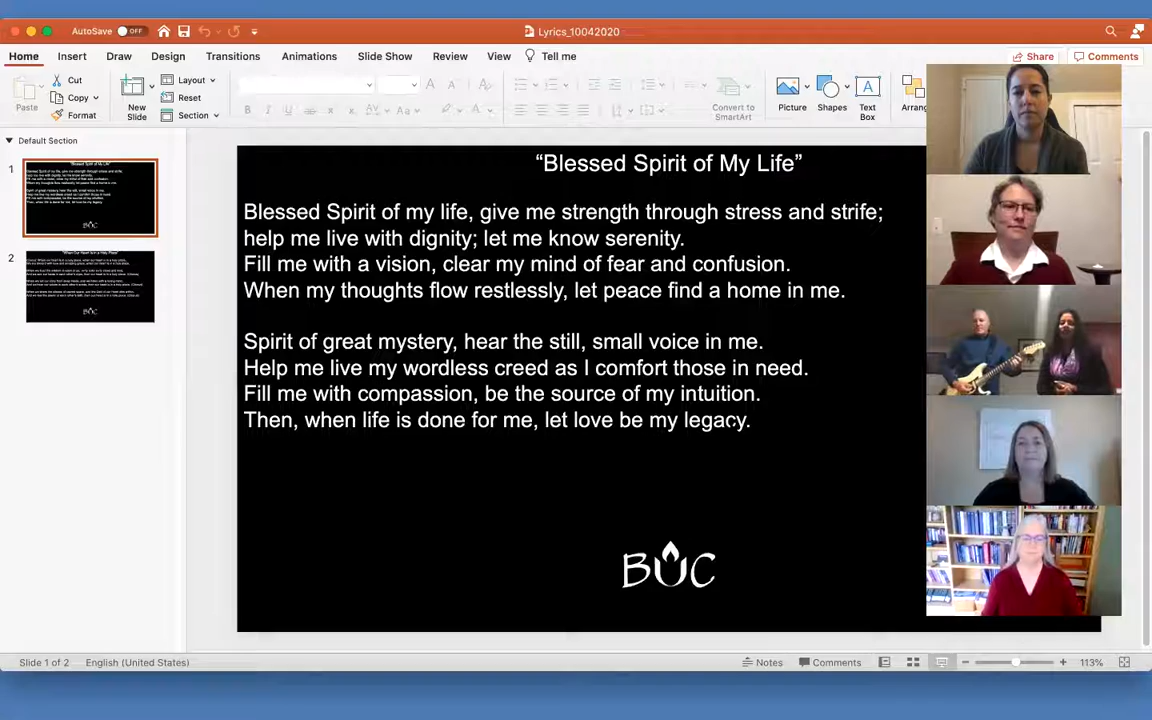 AutoSave OFF
Lyrics_10042020
Home Insert Draw Design Transitions Animations Slide Show Review View Tell me
Share Comments
Paste
Cut
Copy
Format
New Slide
Layout
Reset
Section
Convert to SmartArt
Picture
Shapes
Text Box
Arrang
Default Section
1
2
“Blessed Spirit of My Life”
Blessed Spirit of my life, give me strength through stress and strife;
help me live with dignity; let me know serenity.
Fill me with a vision, clear my mind of fear and confusion.
When my thoughts flow restlessly, let peace find a home in me.
Spirit of great mystery, hear the still, small voice in me.
Help me live my wordless creed as I comfort those in need.
Fill me with compassion, be the source of my intuition.
Then, when life is done for me, let love be my legacy.
BUC
Slide 1 of 2 English (United States)
Notes Comments 113%